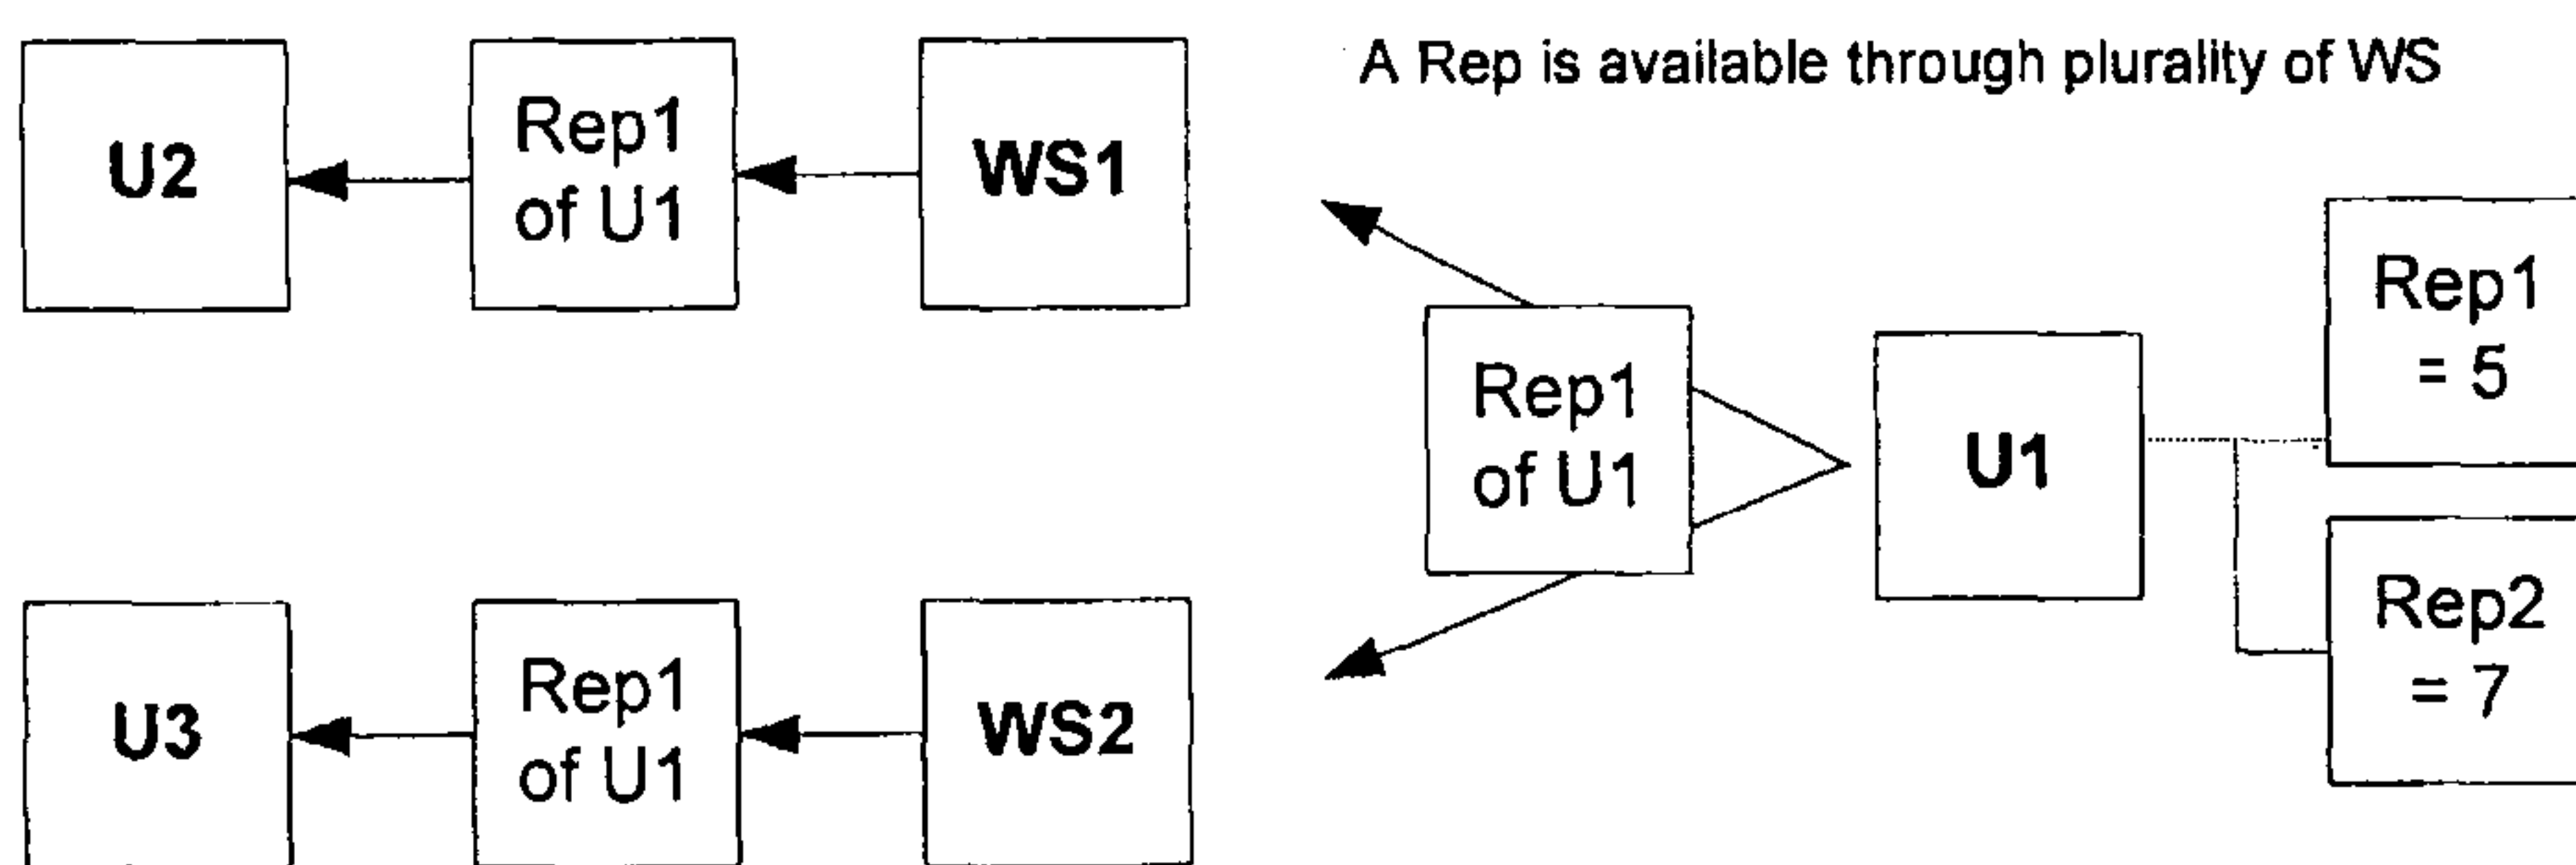 A Rep is available through plurality of WS
U2
Rep1
of U1
WS1
Rep1
of U1
U1
Rep1
= 5
Rep2
= 7
U3
Rep1
of U1
WS2